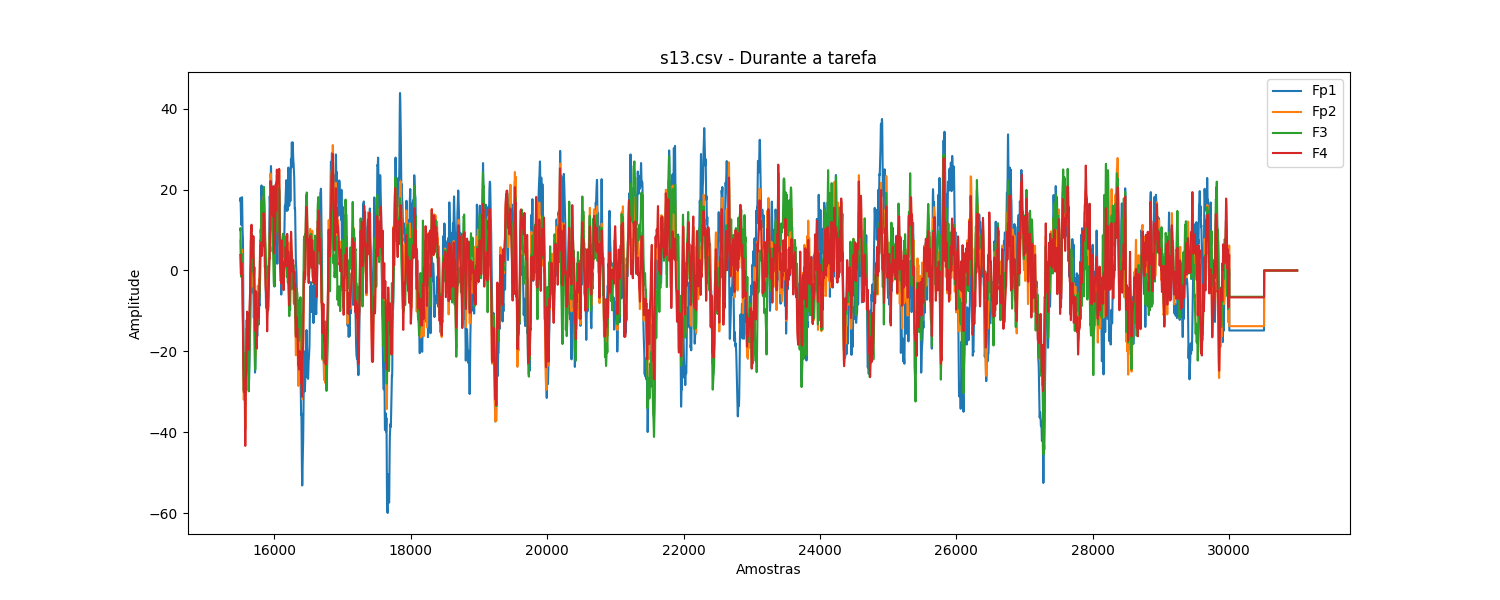 s13.csv - Durante a tarefa
Fp1
Fp2
F3
F4
Amplitude
40
20
0
−20
−40
−60
16000 18000 20000 22000 24000 26000 28000 30000
Amostras